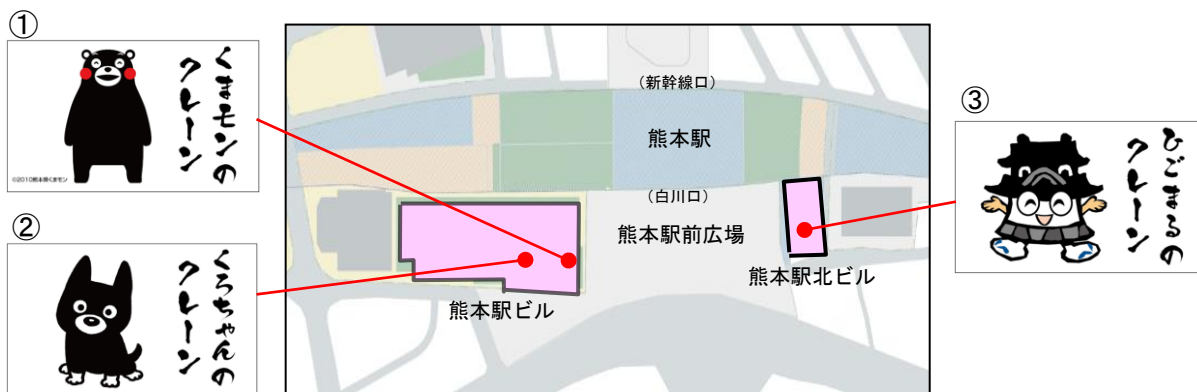 ①
くまモンの
クレーン
©2010熊本県くまモン
②
くろちゃんの
クレーン
（新幹線口）
熊本駅
（白川口）
熊本駅前広場
熊本駅ビル
熊本駅北ビル
③
ひごまるの
クレーン